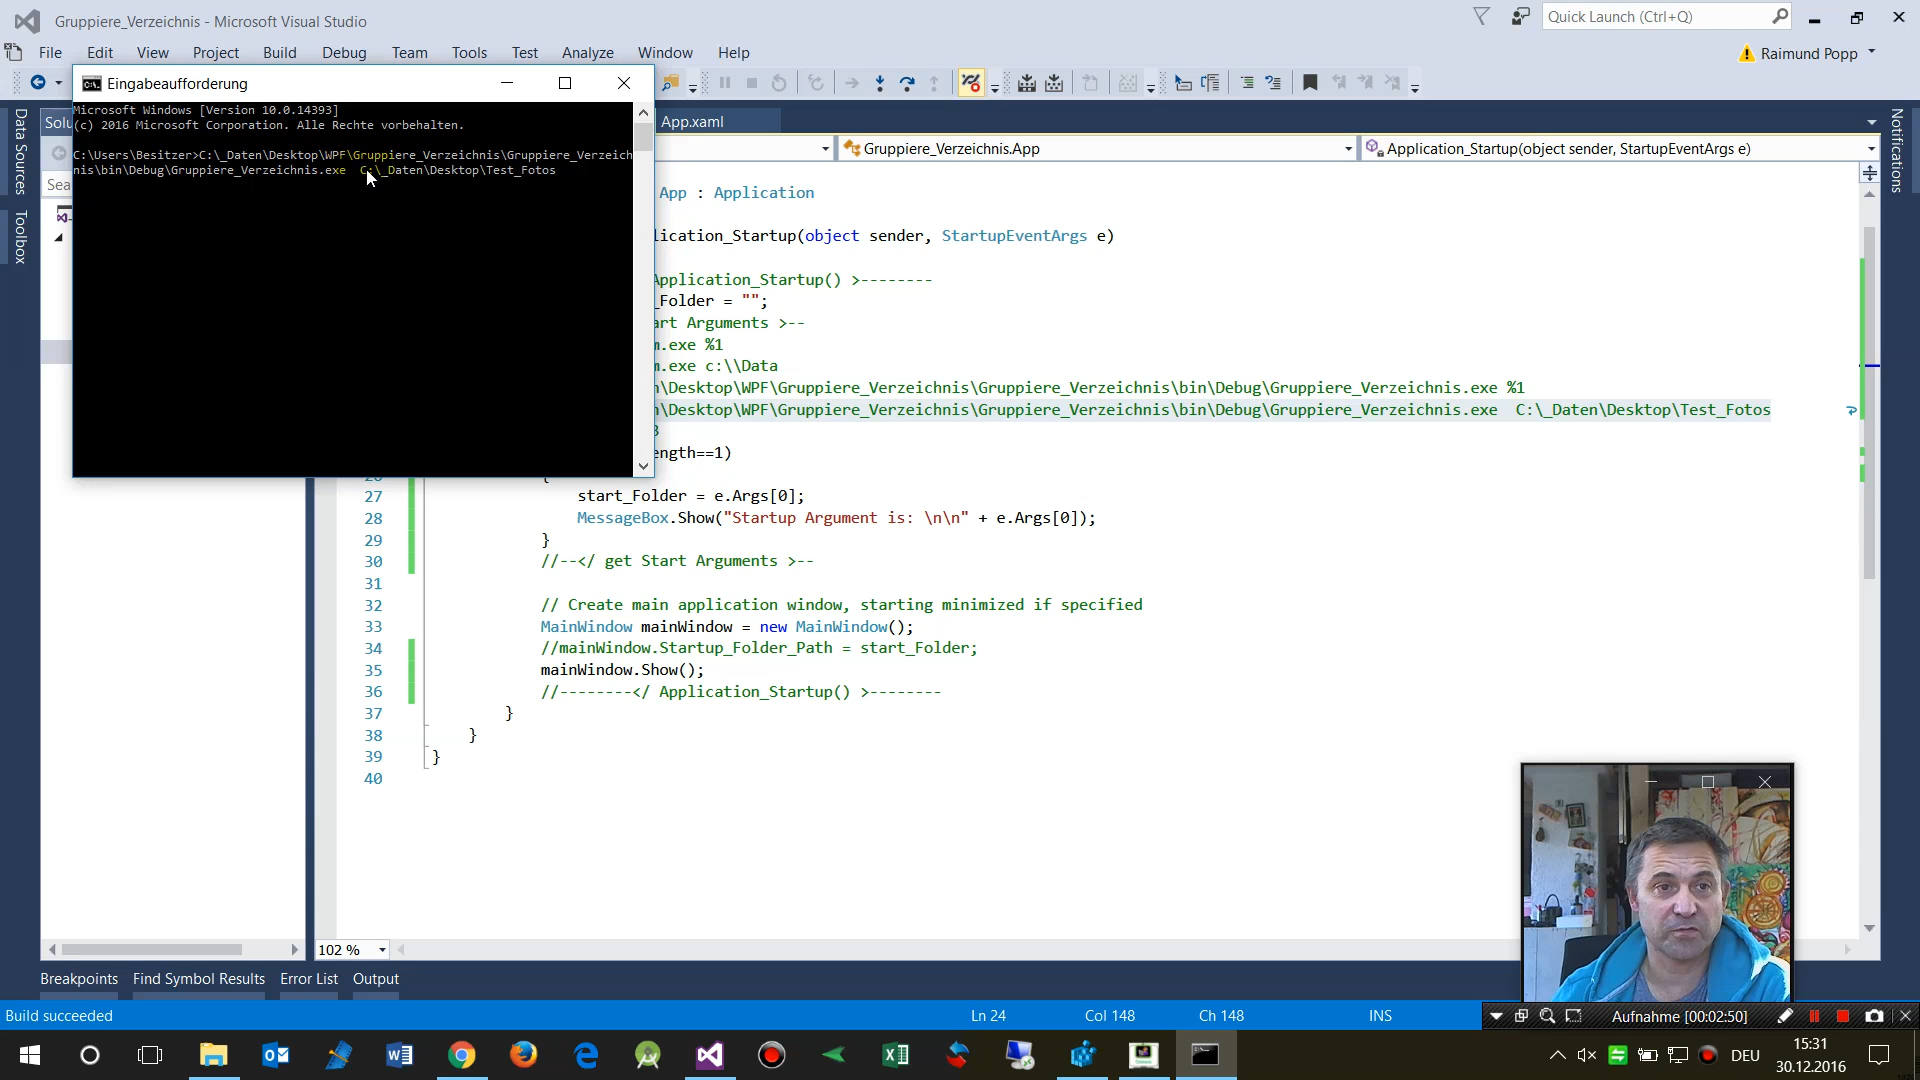 Gruppiere_Verzeichnis - Microsoft Visual Studio
Quick Launch (Ctrl+Q)
File Edit View Project Build Debug Team Tools Test Analyze Window Help
Raimund Popp
Eingabeaufforderung
Microsoft Windows [Version 10.0.14393]
(c) 2016 Microsoft Corporation. Alle Rechte vorbehalten.
C:\Users\Besitzer>C:\_Daten\Desktop\WPF\Gruppiere_Verzeichnis\Gruppiere_Verzeich
nis\bin\Debug\Gruppiere_Verzeichnis.exe  C:\_Daten\Desktop\Test_Fotos
Data Sources
Toolbox
Notifications
Solu
Sea
App.xaml
Gruppiere_Verzeichnis.App
Application_Startup(object sender, StartupEventArgs e)
App : Application
lication_Startup(object sender, StartupEventArgs e)
Application_Startup() >--------
_Folder = "";
art Arguments >--
m.exe %1
m.exe c:\\Data
n\Desktop\WPF\Gruppiere_Verzeichnis\Gruppiere_Verzeichnis\bin\Debug\Gruppiere_Verzeichnis.exe %1
n\Desktop\WPF\Gruppiere_Verzeichnis\Gruppiere_Verzeichnis\bin\Debug\Gruppiere_Verzeichnis.exe  C:\_Daten\Desktop\Test_Fotos
ength==1)
{
27 start_Folder = e.Args[0];
28 MessageBox.Show("Startup Argument is: \n\n" + e.Args[0]);
29 }
30 //--</ get Start Arguments >--
31
32 // Create main application window, starting minimized if specified
33 MainWindow mainWindow = new MainWindow();
34 //mainWindow.Startup_Folder_Path = start_Folder;
35 mainWindow.Show();
36 //--------</ Application_Startup() >--------
37 }
38 }
39 }
40
102 %
Breakpoints Find Symbol Results Error List Output
Build succeeded
Ln 24 Col 148 Ch 148 INS
Aufnahme [00:02:50]
DEU
15:31
30.12.2016